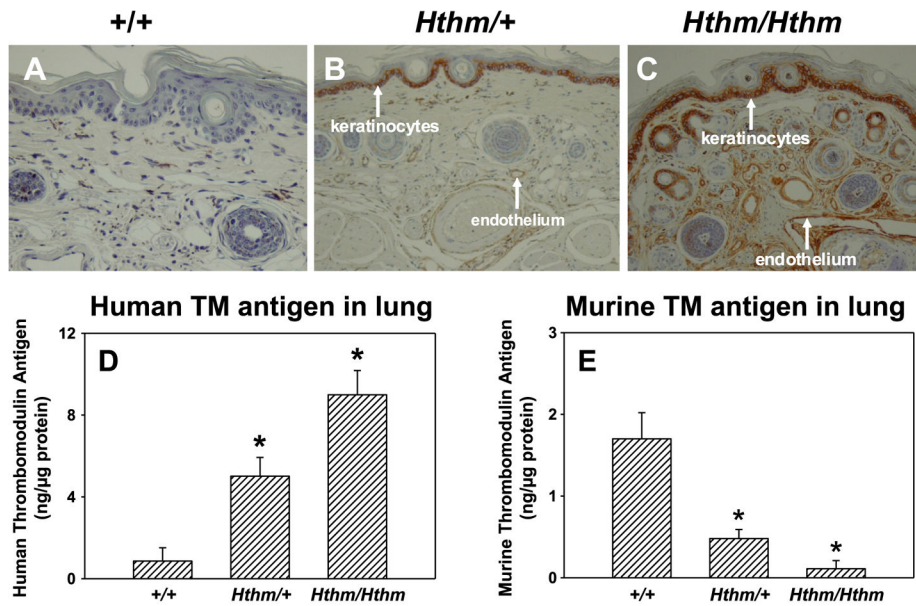 +/+
Hthm/+
Hthm/Hthm
A
B
C
keratinocytes
endothelium
keratinocytes
endothelium
Human TM antigen in lung
D
Human Thrombomodulin Antigen
(ng/µg protein)
12
8
4
0
*
*
+/+
Hthm/+
Hthm/Hthm
Murine TM antigen in lung
E
Murine Thrombomodulin Antigen
(ng/µg protein)
3
2
1
0
*
*
+/+
Hthm/+
Hthm/Hthm